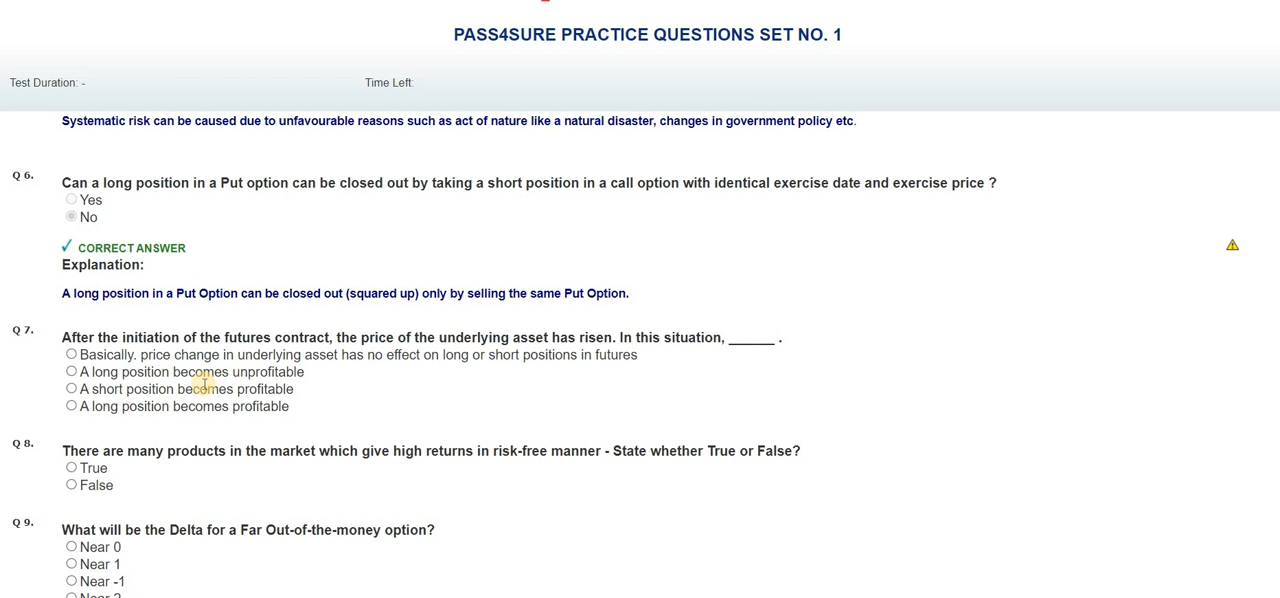 PASS4SURE PRACTICE QUESTIONS SET NO. 1
Test Duration: -
Time Left:
Systematic risk can be caused due to unfavourable reasons such as act of nature like a natural disaster, changes in government policy etc.
Q 6.
Can a long position in a Put option can be closed out by taking a short position in a call option with identical exercise date and exercise price ?
Yes
No
✓ CORRECT ANSWER
Explanation:
A long position in a Put Option can be closed out (squared up) only by selling the same Put Option.
Q 7.
After the initiation of the futures contract, the price of the underlying asset has risen. In this situation, ______ .
Basically. price change in underlying asset has no effect on long or short positions in futures
A long position becomes unprofitable
A short position becomes profitable
A long position becomes profitable
Q 8.
There are many products in the market which give high returns in risk-free manner - State whether True or False?
True
False
Q 9.
What will be the Delta for a Far Out-of-the-money option?
Near 0
Near 1
Near -1